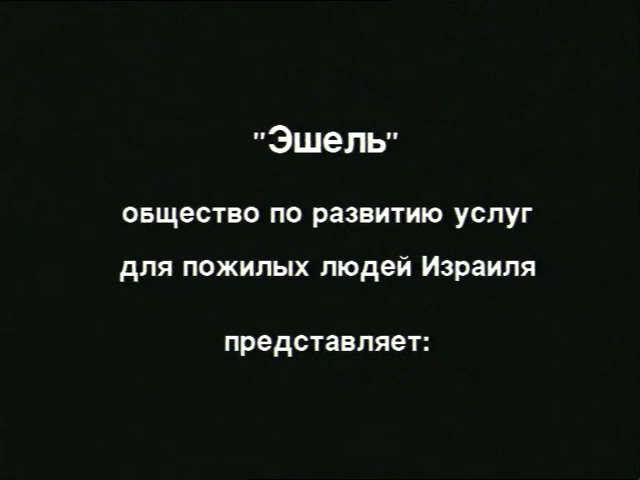 "Эшель"
общество по развитию услуг
для пожилых людей Израиля
представляет: